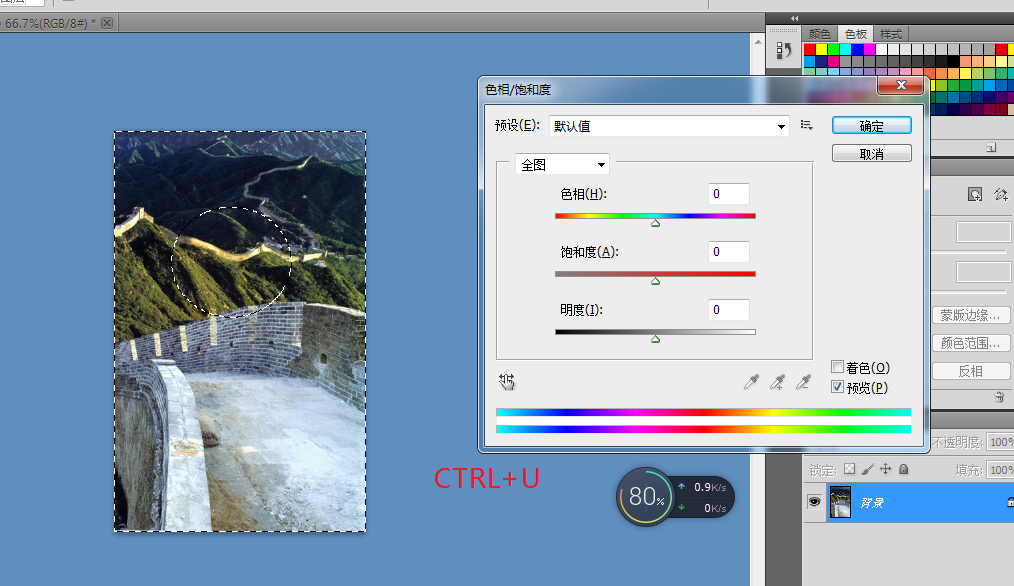 66.7%(RGB/8#) *
颜色 色板 样式
色相/饱和度
预设(E): 默认值
确定
取消
全图
色相(H): 0
饱和度(A): 0
明度(I): 0
着色(O)
预览(P)
蒙版边缘...
颜色范围...
反相
不透明度: 100%
锁定: 填充: 100%
背景
CTRL+U
80%
0.9K/s
0K/s